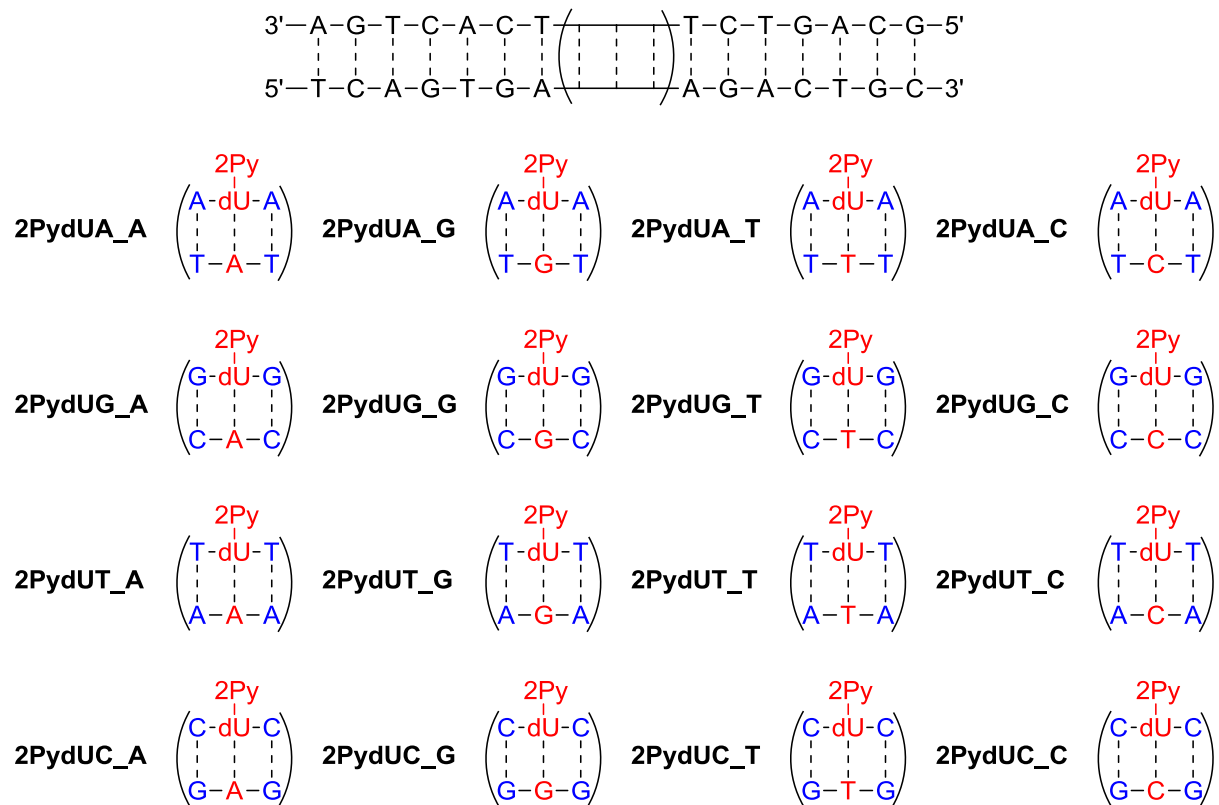 3'-A-G-T-C-A-C-T T-C-T-G-A-C-G-5'
5'-T-C-A-G-T-G-A A-G-A-C-T-G-C-3'
2Py 2Py 2Py 2Py
A-dU-A A-dU-A A-dU-A A-dU-A
2PydUA_A 2PydUA_G 2PydUA_T 2PydUA_C
T-A-T T-G-T T-T-T T-C-T
2Py 2Py 2Py 2Py
G-dU-G G-dU-G G-dU-G G-dU-G
2PydUG_A 2PydUG_G 2PydUG_T 2PydUG_C
C-A-C C-G-C C-T-C C-C-C
2Py 2Py 2Py 2Py
T-dU-T T-dU-T T-dU-T T-dU-T
2PydUT_A 2PydUT_G 2PydUT_T 2PydUT_C
A-A-A A-G-A A-T-A A-C-A
2Py 2Py 2Py 2Py
C-dU-C C-dU-C C-dU-C C-dU-C
2PydUC_A 2PydUC_G 2PydUC_T 2PydUC_C
G-A-G G-G-G G-T-G G-C-G